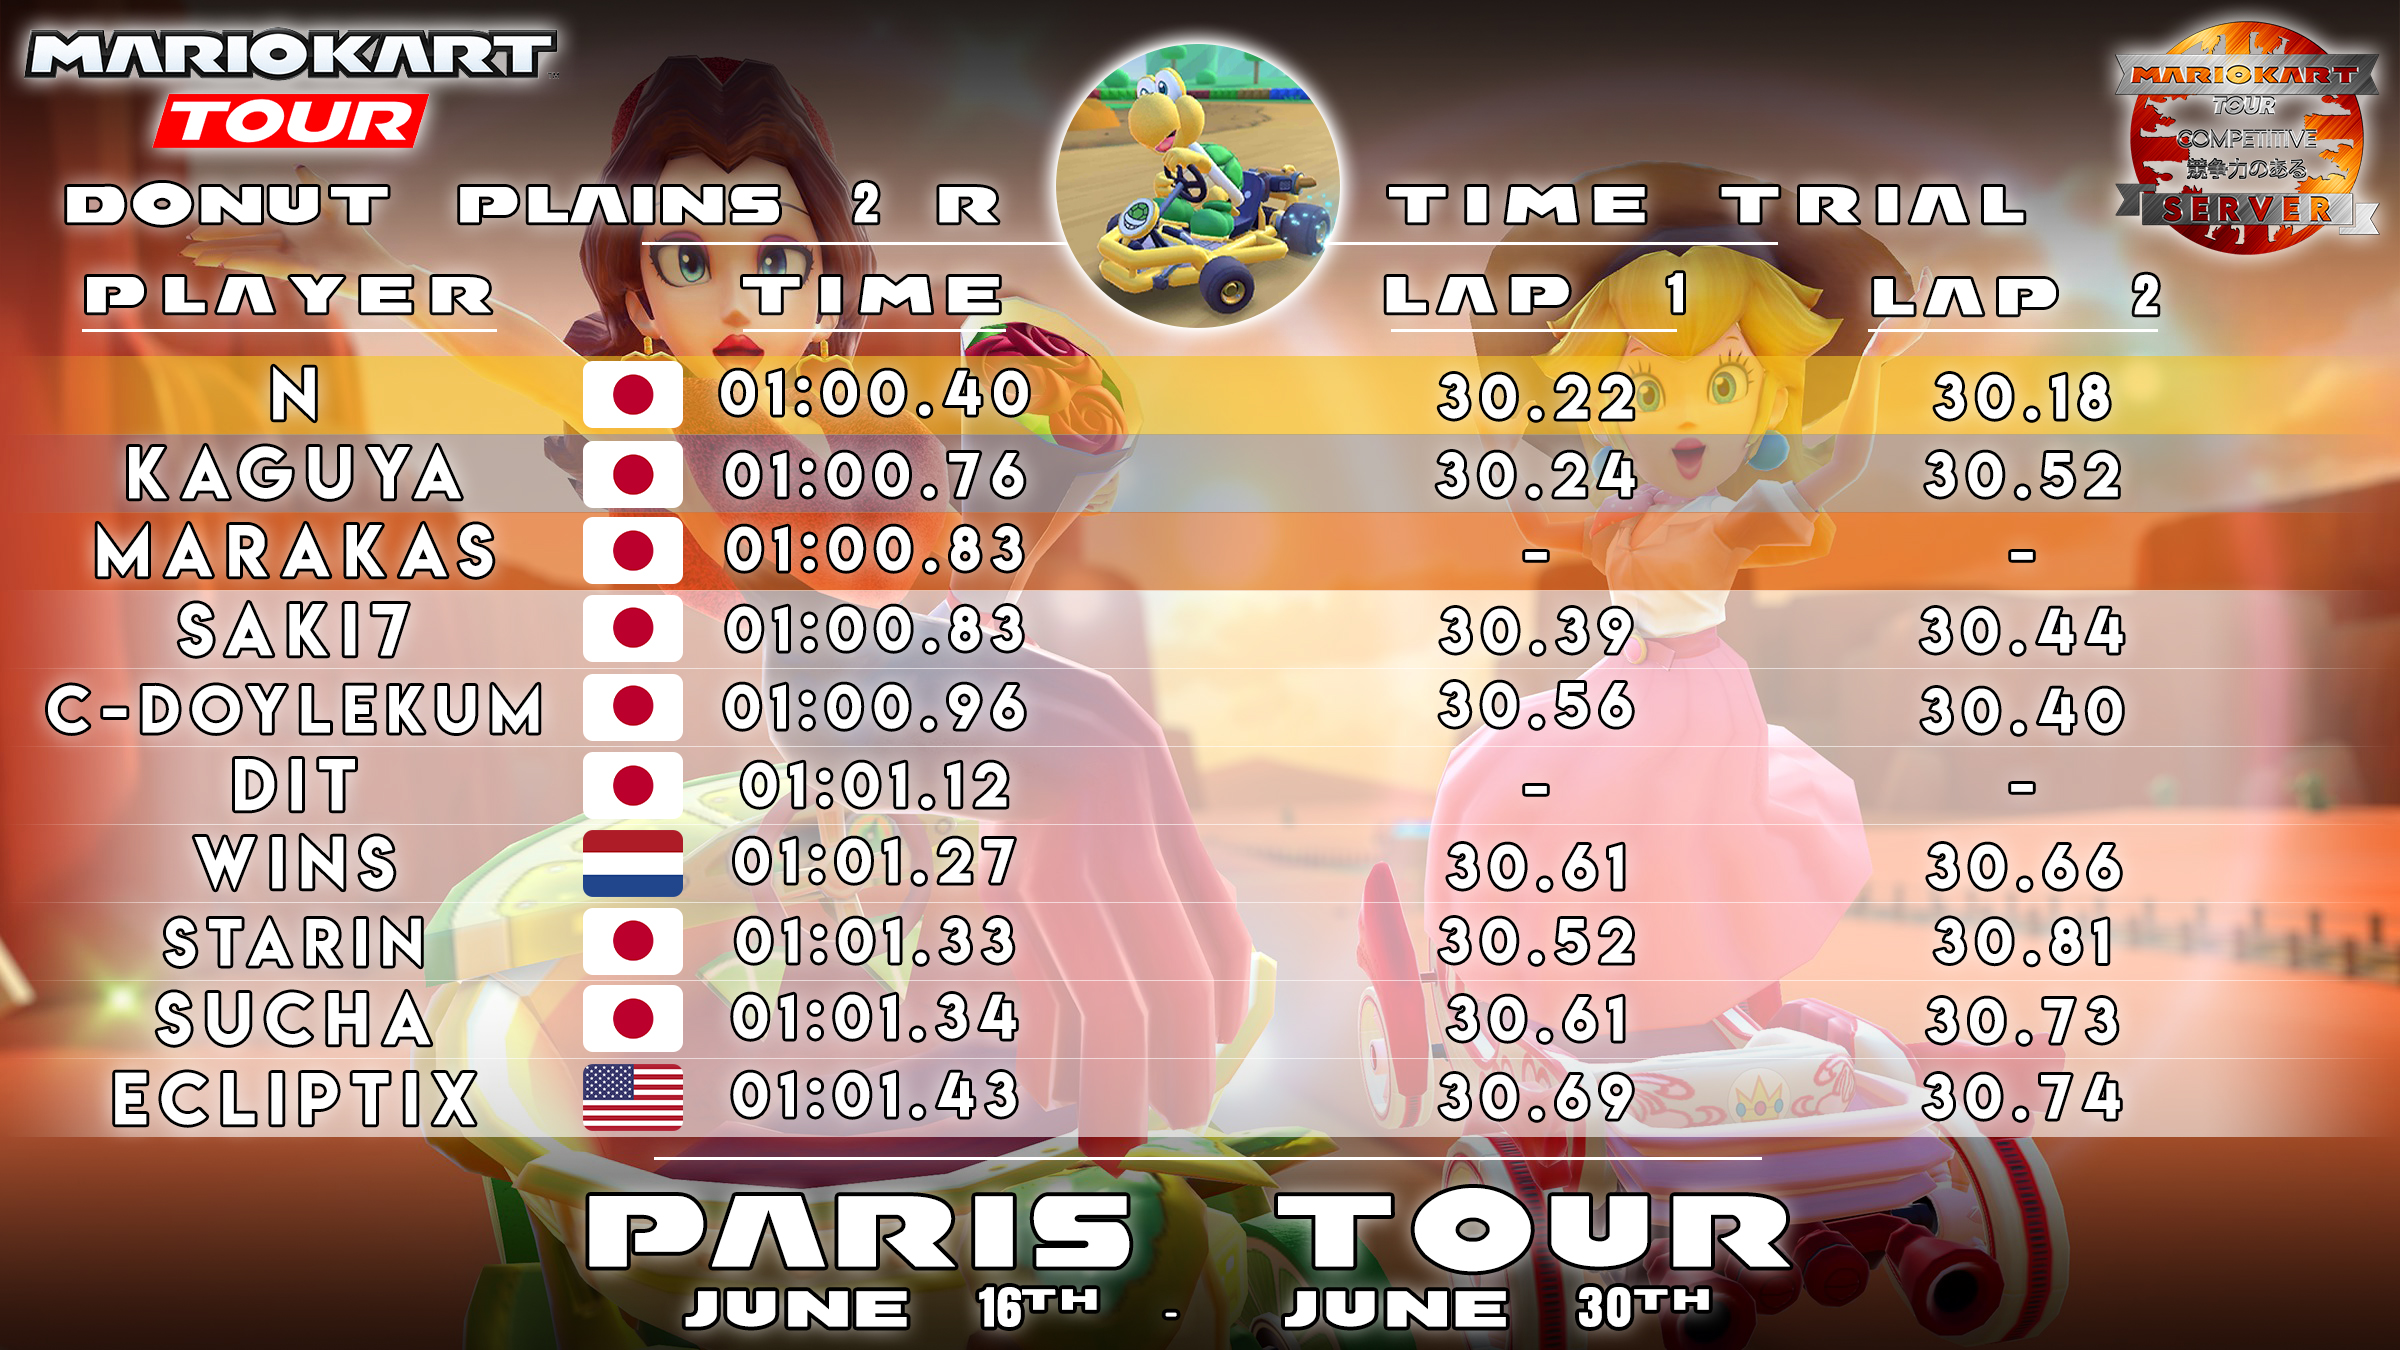 MARIOKART
TOUR
MARIOKART
TOUR
COMPETITIVE
競争力のある
SERVER
DONUT PLAINS 2 R TIME TRIAL
PLAYER TIME LAP 1 LAP 2
N 01:00.40 30.22 30.18
KAGUYA 01:00.76 30.24 30.52
MARAKAS 01:00.83 - -
SAKI7 01:00.83 30.39 30.44
C-DOYLEKUM 01:00.96 30.56 30.40
DIT 01:01.12 - -
WINS 01:01.27 30.61 30.66
STARIN 01:01.33 30.52 30.81
SUCHA 01:01.34 30.61 30.73
ECLIPTIX 01:01.43 30.69 30.74
PARIS TOUR
JUNE 16TH - JUNE 30TH